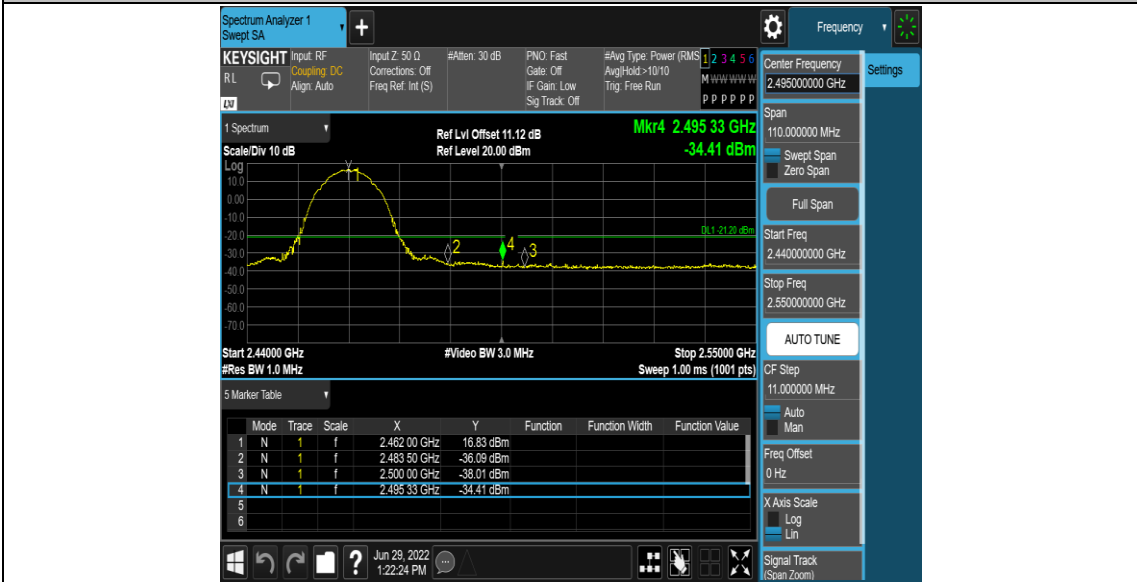 Spectrum Analyzer 1
Swept SA
+
Frequency
KEYSIGHT
RL
LXI
Input: RF
Coupling: DC
Align: Auto
Input Z: 50 Ω
Corrections: Off
Freq Ref: Int (S)
#Atten: 30 dB
PNO: Fast
Gate: Off
IF Gain: Low
Sig Track: Off
#Avg Type: Power (RMS
Avg|Hold:>10/10
Trig: Free Run
1 2 3 4 5 6
M W W W W W
P P P P P P
Center Frequency
2.495000000 GHz
Settings
Span
110.000000 MHz
Swept Span
Zero Span
Full Span
Start Freq
2.440000000 GHz
Stop Freq
2.550000000 GHz
AUTO TUNE
CF Step
11.000000 MHz
Auto
Man
Freq Offset
0 Hz
X Axis Scale
Log
Lin
Signal Track
(Span Zoom)
1 Spectrum
Scale/Div 10 dB
Ref Lvl Offset 11.12 dB
Ref Level 20.00 dBm
Mkr4 2.495 33 GHz
-34.41 dBm
Log
10.0
0.00
-10.0
-20.0
-30.0
-40.0
-50.0
-60.0
-70.0
1
2
4
3
DL1 -21.20 dBm
Start 2.44000 GHz
#Video BW 3.0 MHz
Stop 2.55000 GHz
#Res BW 1.0 MHz
Sweep 1.00 ms (1001 pts)
5 Marker Table
Mode Trace Scale X Y Function Function Width Function Value
1 N 1 f 2.462 00 GHz 16.83 dBm
2 N 1 f 2.483 50 GHz -36.09 dBm
3 N 1 f 2.500 00 GHz -38.01 dBm
4 N 1 f 2.495 33 GHz -34.41 dBm
5
6
?
Jun 29, 2022
1:22:24 PM